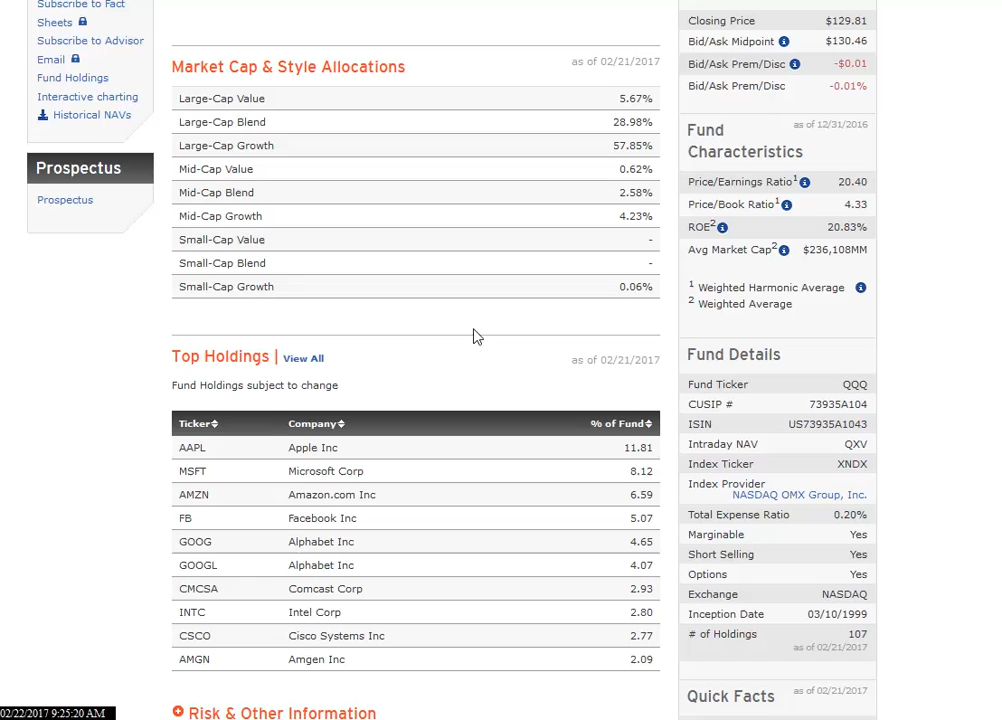 Subscribe to Fact
Sheets
Subscribe to Advisor
Email
Fund Holdings
Interactive charting
Historical NAVs
Prospectus
Prospectus
Market Cap & Style Allocations as of 02/21/2017
Large-Cap Value 5.67%
Large-Cap Blend 28.98%
Large-Cap Growth 57.85%
Mid-Cap Value 0.62%
Mid-Cap Blend 2.58%
Mid-Cap Growth 4.23%
Small-Cap Value -
Small-Cap Blend -
Small-Cap Growth 0.06%
Top Holdings | View All as of 02/21/2017
Fund Holdings subject to change
Ticker Company % of Fund
AAPL Apple Inc 11.81
MSFT Microsoft Corp 8.12
AMZN Amazon.com Inc 6.59
FB Facebook Inc 5.07
GOOG Alphabet Inc 4.65
GOOGL Alphabet Inc 4.07
CMCSA Comcast Corp 2.93
INTC Intel Corp 2.80
CSCO Cisco Systems Inc 2.77
AMGN Amgen Inc 2.09
Risk & Other Information
Closing Price $129.81
Bid/Ask Midpoint $130.46
Bid/Ask Prem/Disc -$0.01
Bid/Ask Prem/Disc -0.01%
Fund as of 12/31/2016
Characteristics
Price/Earnings Ratio1 20.40
Price/Book Ratio1 4.33
ROE2 20.83%
Avg Market Cap2 $236,108MM
1 Weighted Harmonic Average
2 Weighted Average
Fund Details
Fund Ticker QQQ
CUSIP # 73935A104
ISIN US73935A1043
Intraday NAV QXV
Index Ticker XNDX
Index Provider
NASDAQ OMX Group, Inc.
Total Expense Ratio 0.20%
Marginable Yes
Short Selling Yes
Options Yes
Exchange NASDAQ
Inception Date 03/10/1999
# of Holdings 107
as of 02/21/2017
Quick Facts as of 02/21/2017
02/22/2017 9:25:20 AM